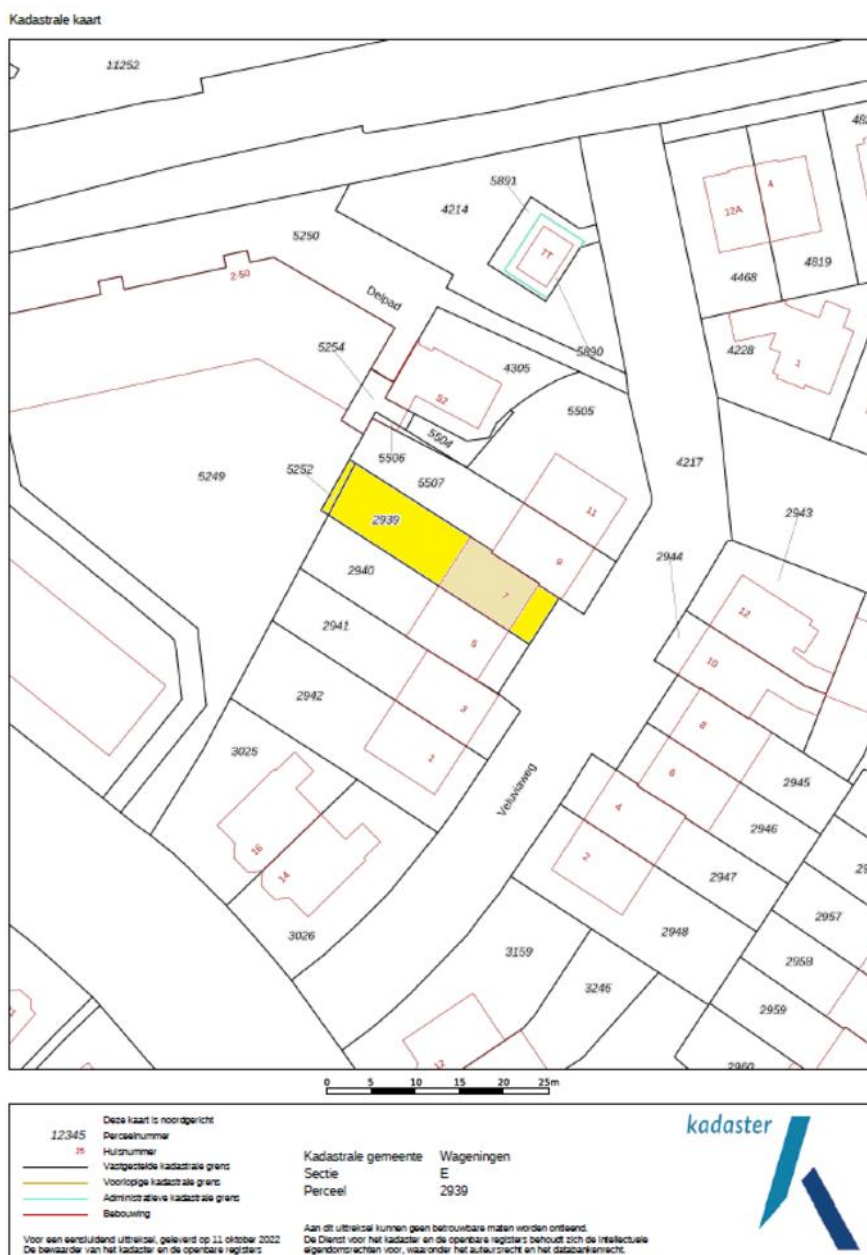 Kadastrale kaart
11252
482
5891
4214
12A
4
7T
5250
2-50
4468
4819
Delpad
5890
5254
4305
4228
1
52
5505
5504
5506
4217
5249
5252
5507
2939
11
2943
9
2944
2940
7
12
2941
5
10
2942
3
8
1
6
3025
2945
Veluviaweg
4
2946
16
2
14
2947
2957
3026
2948
3159
2958
3246
2959
12
2960
0 5 10 15 20 25m
Deze kaart is noordgericht
12345 Perceelnummer
25 Huisnummer
Vastgestelde kadastrale grens
Voorlopige kadastrale grens
Administratieve kadastrale grens
Bebouwing
Voor een eensluidend uittreksel, geleverd op 11 oktober 2022
De bewaarder van het kadaster en de openbare registers
Kadastrale gemeente Wageningen
Sectie E
Perceel 2939
Aan dit uittreksel kunnen geen betrouwbare maten worden ontleend.
De Dienst voor het kadaster en de openbare registers behoudt zich de intellectuele
eigendomsrechten voor, waaronder het auteursrecht en het databankenrecht.
kadaster